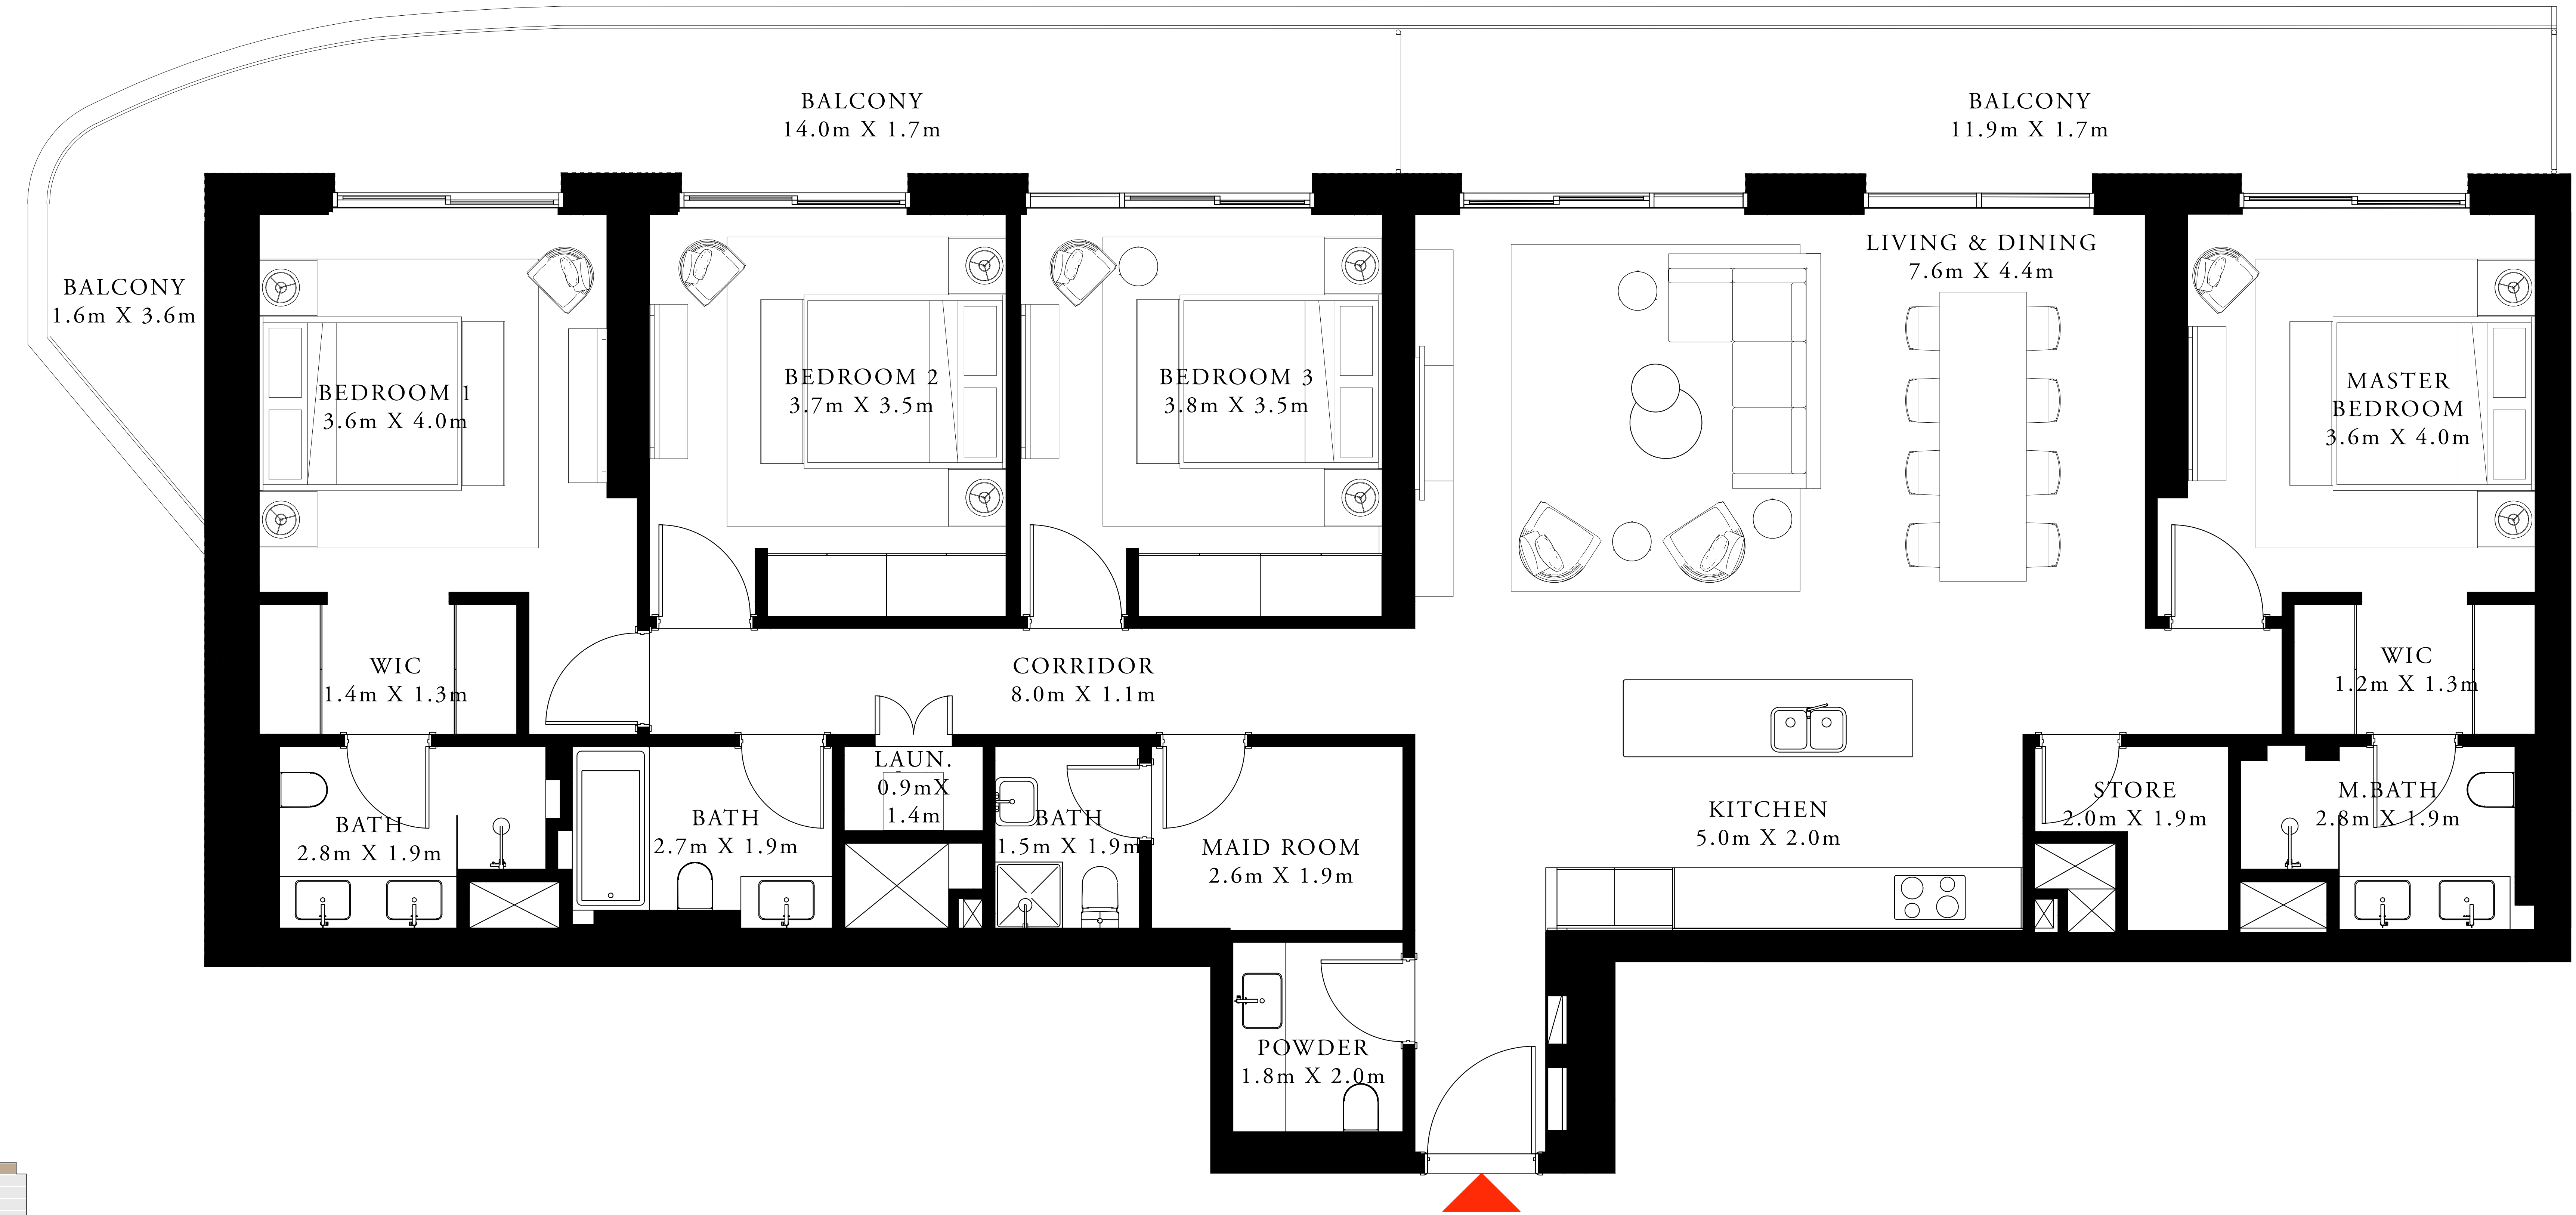 BALCONY
14.0m X 1.7m
BALCONY
11.9m X 1.7m
BALCONY
1.6m X 3.6m
LIVING & DINING
7.6m X 4.4m
BEDROOM 1
3.6m X 4.0m
BEDROOM 2
3.7m X 3.5m
BEDROOM 3
3.8m X 3.5m
MASTER
BEDROOM
3.6m X 4.0m
WIC
1.4m X 1.3m
CORRIDOR
8.0m X 1.1m
WIC
1.2m X 1.3m
BATH
2.8m X 1.9m
BATH
2.7m X 1.9m
LAUN.
0.9mX
1.4m
BATH
1.5m X 1.9m
MAID ROOM
2.6m X 1.9m
KITCHEN
5.0m X 2.0m
STORE
2.0m X 1.9m
M.BATH
2.8m X 1.9m
POWDER
1.8m X 2.0m